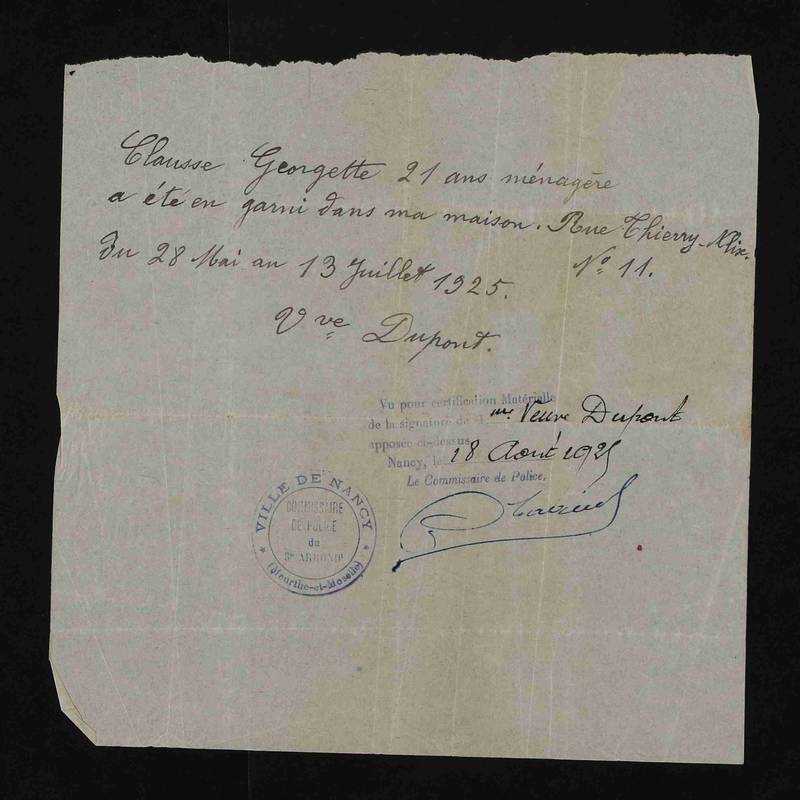 Clausse Georgette 21 ans ménagère
a été en garni dans ma maison. Rue Thierry-Alix.
Du 28 Mai au 13 Juillet 1925. Nº 11.
Vve Dupont.
Vu pour certification Matérielle
de la signature de Mme Veuve Dupont
apposée ci-dessus
Nancy, le 18 Août 1925
Le Commissaire de Police,
VILLE DE NANCY
COMMISSAIRE
DE POLICE
du
3me ARRONDt
(Meurthe-et-Moselle)